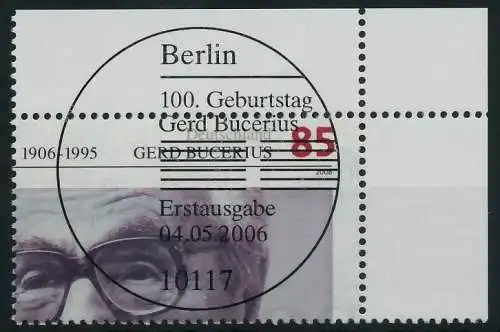 Berlin
100. Geburtstag
Gerd Bucerius
Deutschland
85
1906-1995 GERD BUCERIUS
2006
Erstausgabe
04.05.2006
10117